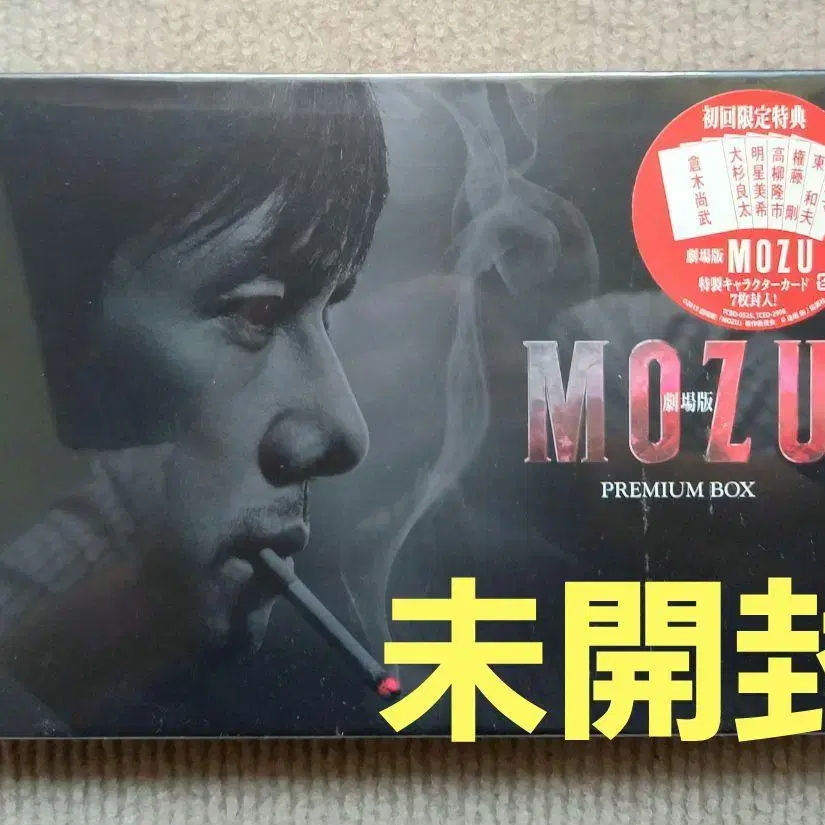 初回限定特典
倉木尚武
大杉良太
明星美希
高柳隆市
権藤剛
東和夫
劇場版 MOZU
特製キャラクターカード
7枚封入!
劇場版
MOZU
PREMIUM BOX
未開封